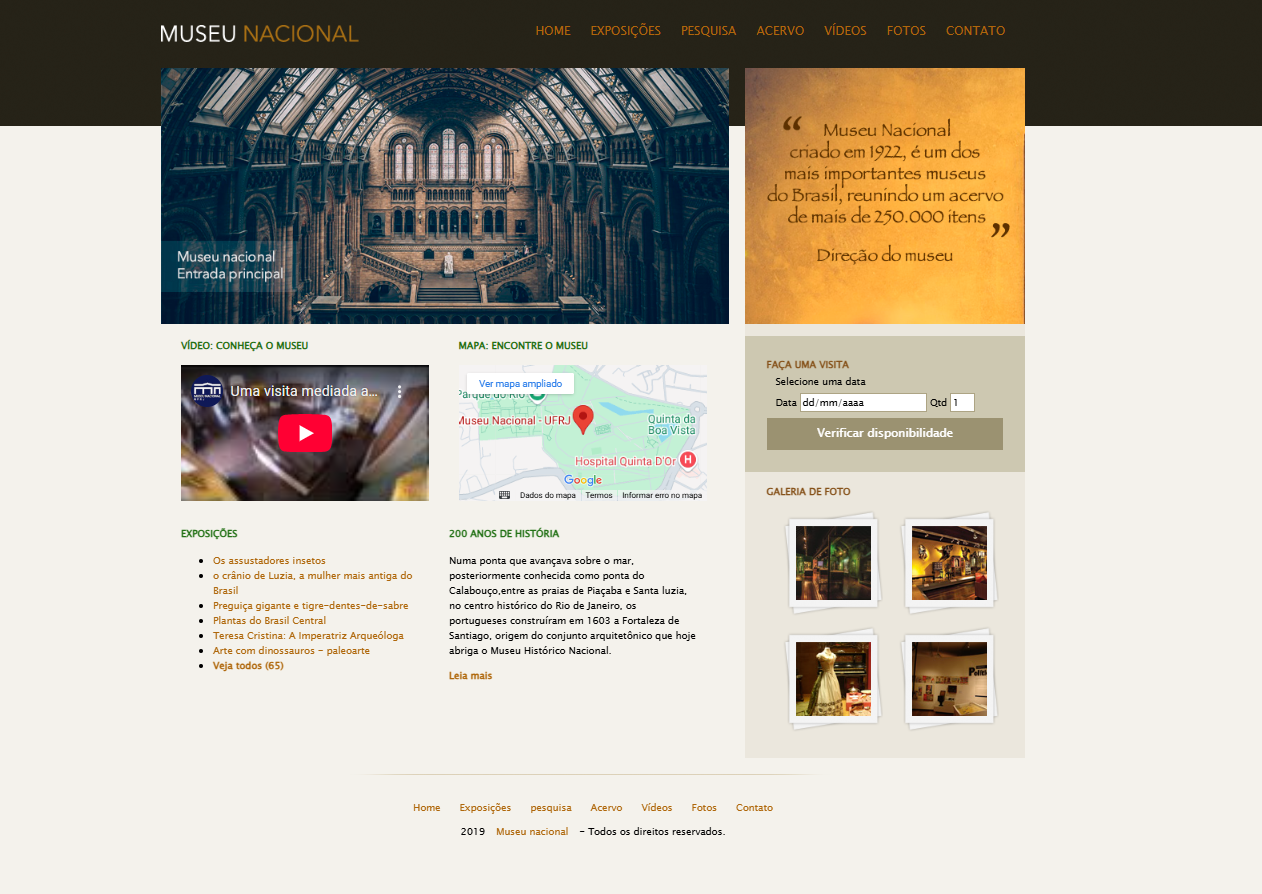 MUSEU NACIONAL
HOME EXPOSIÇÕES PESQUISA ACERVO VÍDEOS FOTOS CONTATO
Museu nacional
Entrada principal
“ Museu Nacional
criado em 1922, é um dos
mais importantes museus
do Brasil, reunindo um acervo
de mais de 250.000 itens ”
Direção do museu
VÍDEO: CONHEÇA O MUSEU
Uma visita mediada a...
MAPA: ENCONTRE O MUSEU
Ver mapa ampliado
Parque do Rio
Museu Nacional - UFRJ
Quinta da
Boa Vista
Hospital Quinta D'Or
H
Google
Dados do mapa Termos Informar erro no mapa
FAÇA UMA VISITA
Selecione uma data
Data dd/mm/aaaa Qtd 1
Verificar disponibilidade
GALERIA DE FOTO
EXPOSIÇÕES
Os assustadores insetos
o crânio de Luzia, a mulher mais antiga do
Brasil
Preguiça gigante e tigre-dentes-de-sabre
Plantas do Brasil Central
Teresa Cristina: A Imperatriz Arqueóloga
Arte com dinossauros - paleoarte
Veja todos (65)
200 ANOS DE HISTÓRIA
Numa ponta que avançava sobre o mar,
posteriormente conhecida como ponta do
Calabouço,entre as praias de Piaçaba e Santa luzia,
no centro histórico do Rio de Janeiro, os
portugueses construíram em 1603 a Fortaleza de
Santiago, origem do conjunto arquitetônico que hoje
abriga o Museu Histórico Nacional.
Leia mais
Home Exposições pesquisa Acervo Vídeos Fotos Contato
2019 Museu nacional - Todos os direitos reservados.